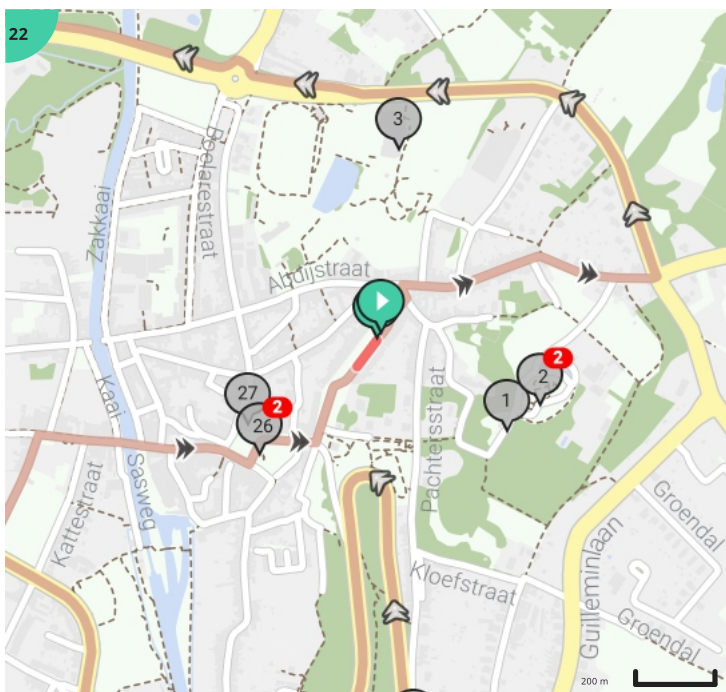 22
3
Boelarestraat
Zakkaai
Abdijstraat
2
2
1
27
2
26
Kaai
Pachtersstraat
Sasweg
Kattestraat
Groendal
Kloefstraat
Guilleminlaan
Groendal
200 m